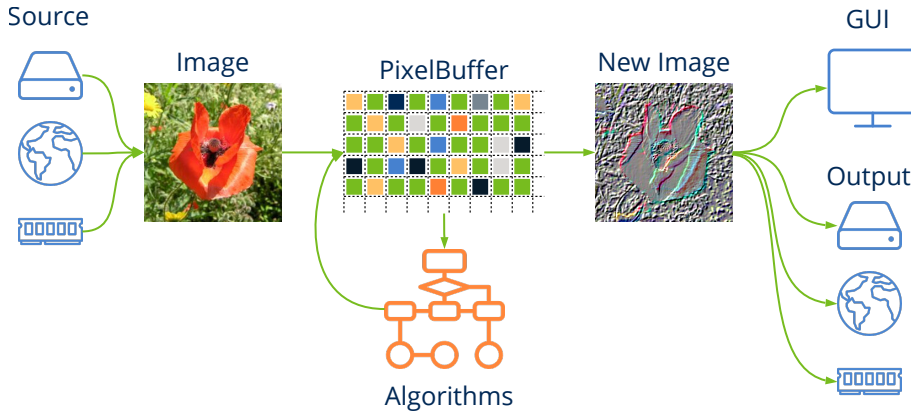 Source
Image
PixelBuffer
New Image
GUI
Output
Algorithms